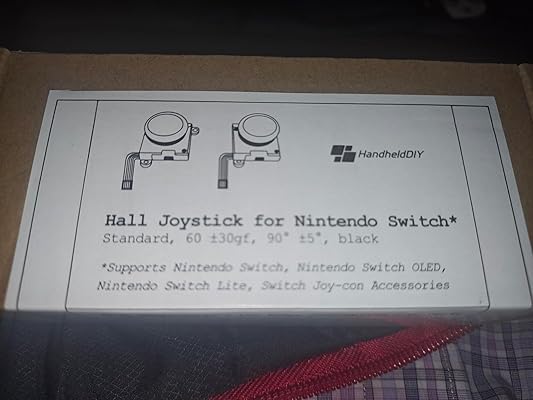 HandheldDIY
Hall Joystick for Nintendo Switch*
Standard, 60 ±30gf, 90° ±5°, black
*Supports Nintendo Switch, Nintendo Switch OLED,
Nintendo Switch Lite, Switch Joy-con Accessories